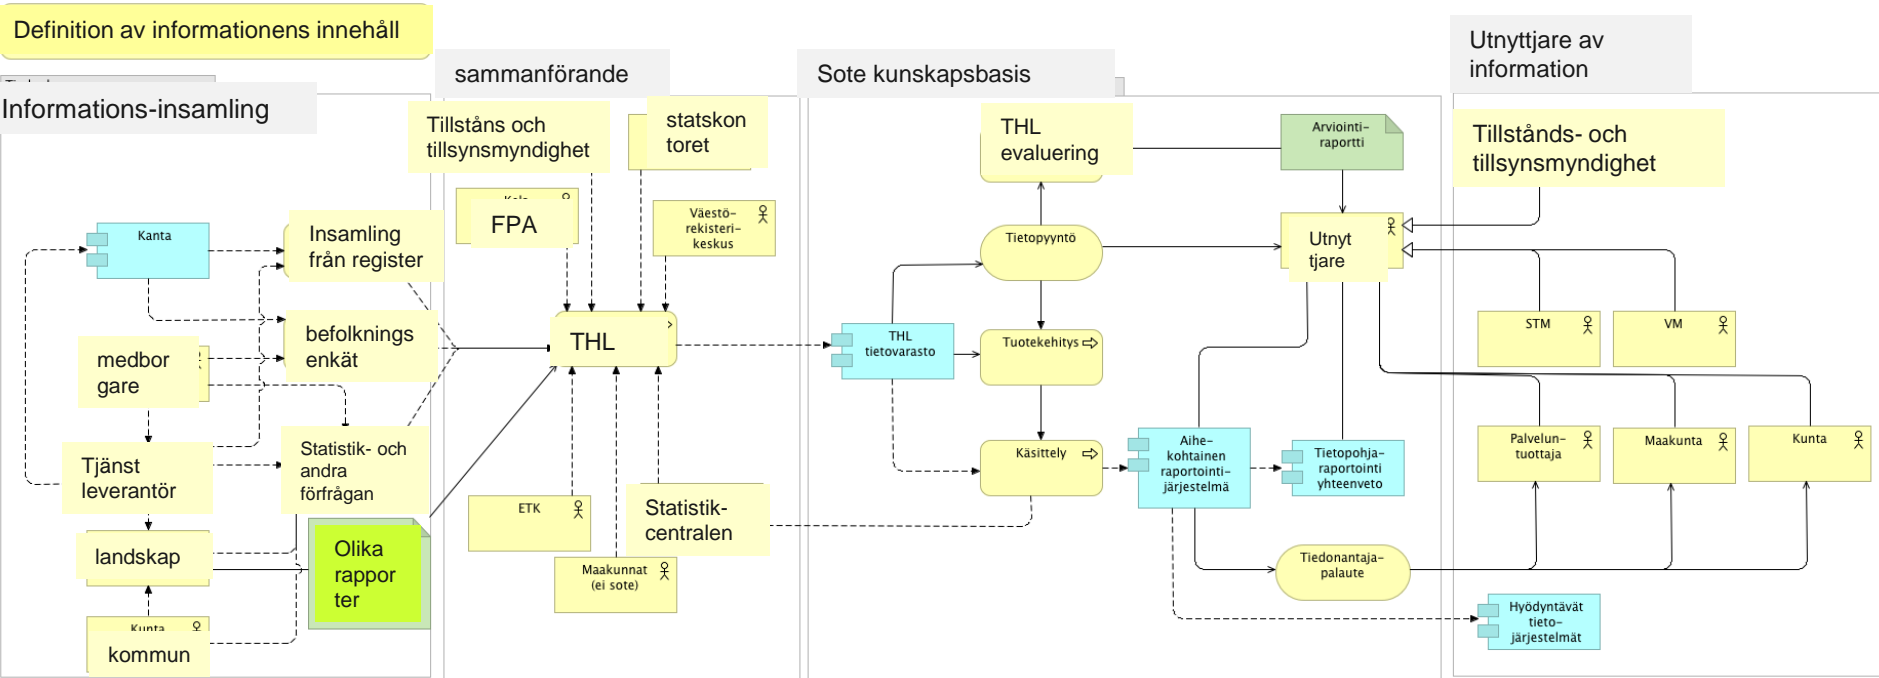 Definition av informationens innehåll
Informations-insamling
Kanta
Insamling
från register
befolknings
enkät
medbor
gare
Tjänst
leverantör
Statistik- och
andra
förfrågan
landskap
Olika
rappor
ter
Kunta
kommun
sammanförande
Tillståns och
tillsynsmyndighet
statskon
toret
FPA
Väestö-
rekisteri-
keskus
THL
ETK
Statistik-
centralen
Maakunnat
(ei sote)
Sote kunskapsbasis
THL
evaluering
Arviointi-
raportti
Tietopyyntö
Utnyt
tjare
THL
tietovarasto
Tuotekehitys
Käsittely
Aihe-
kohtainen
raportointi-
järjestelmä
Tietopohja-
raportointi
yhteenveto
Tiedonantaja-
palaute
Utnyttjare av
information
Tillstånds- och
tillsynsmyndighet
STM
VM
Palvelun-
tuottaja
Maakunta
Kunta
Hyödyntävät
tieto-
järjestelmät